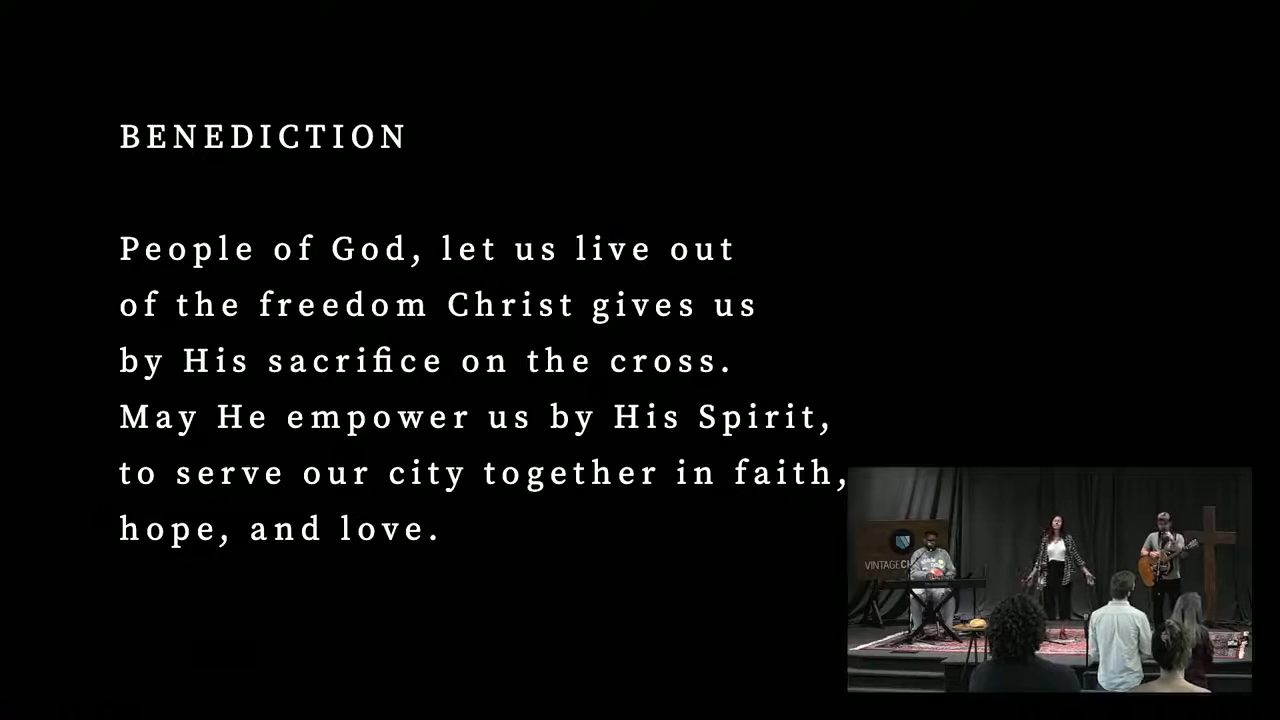 BENEDICTION
People of God, let us live out
of the freedom Christ gives us
by His sacrifice on the cross.
May He empower us by His Spirit,
to serve our city together in faith,
hope, and love.
VINTAGE